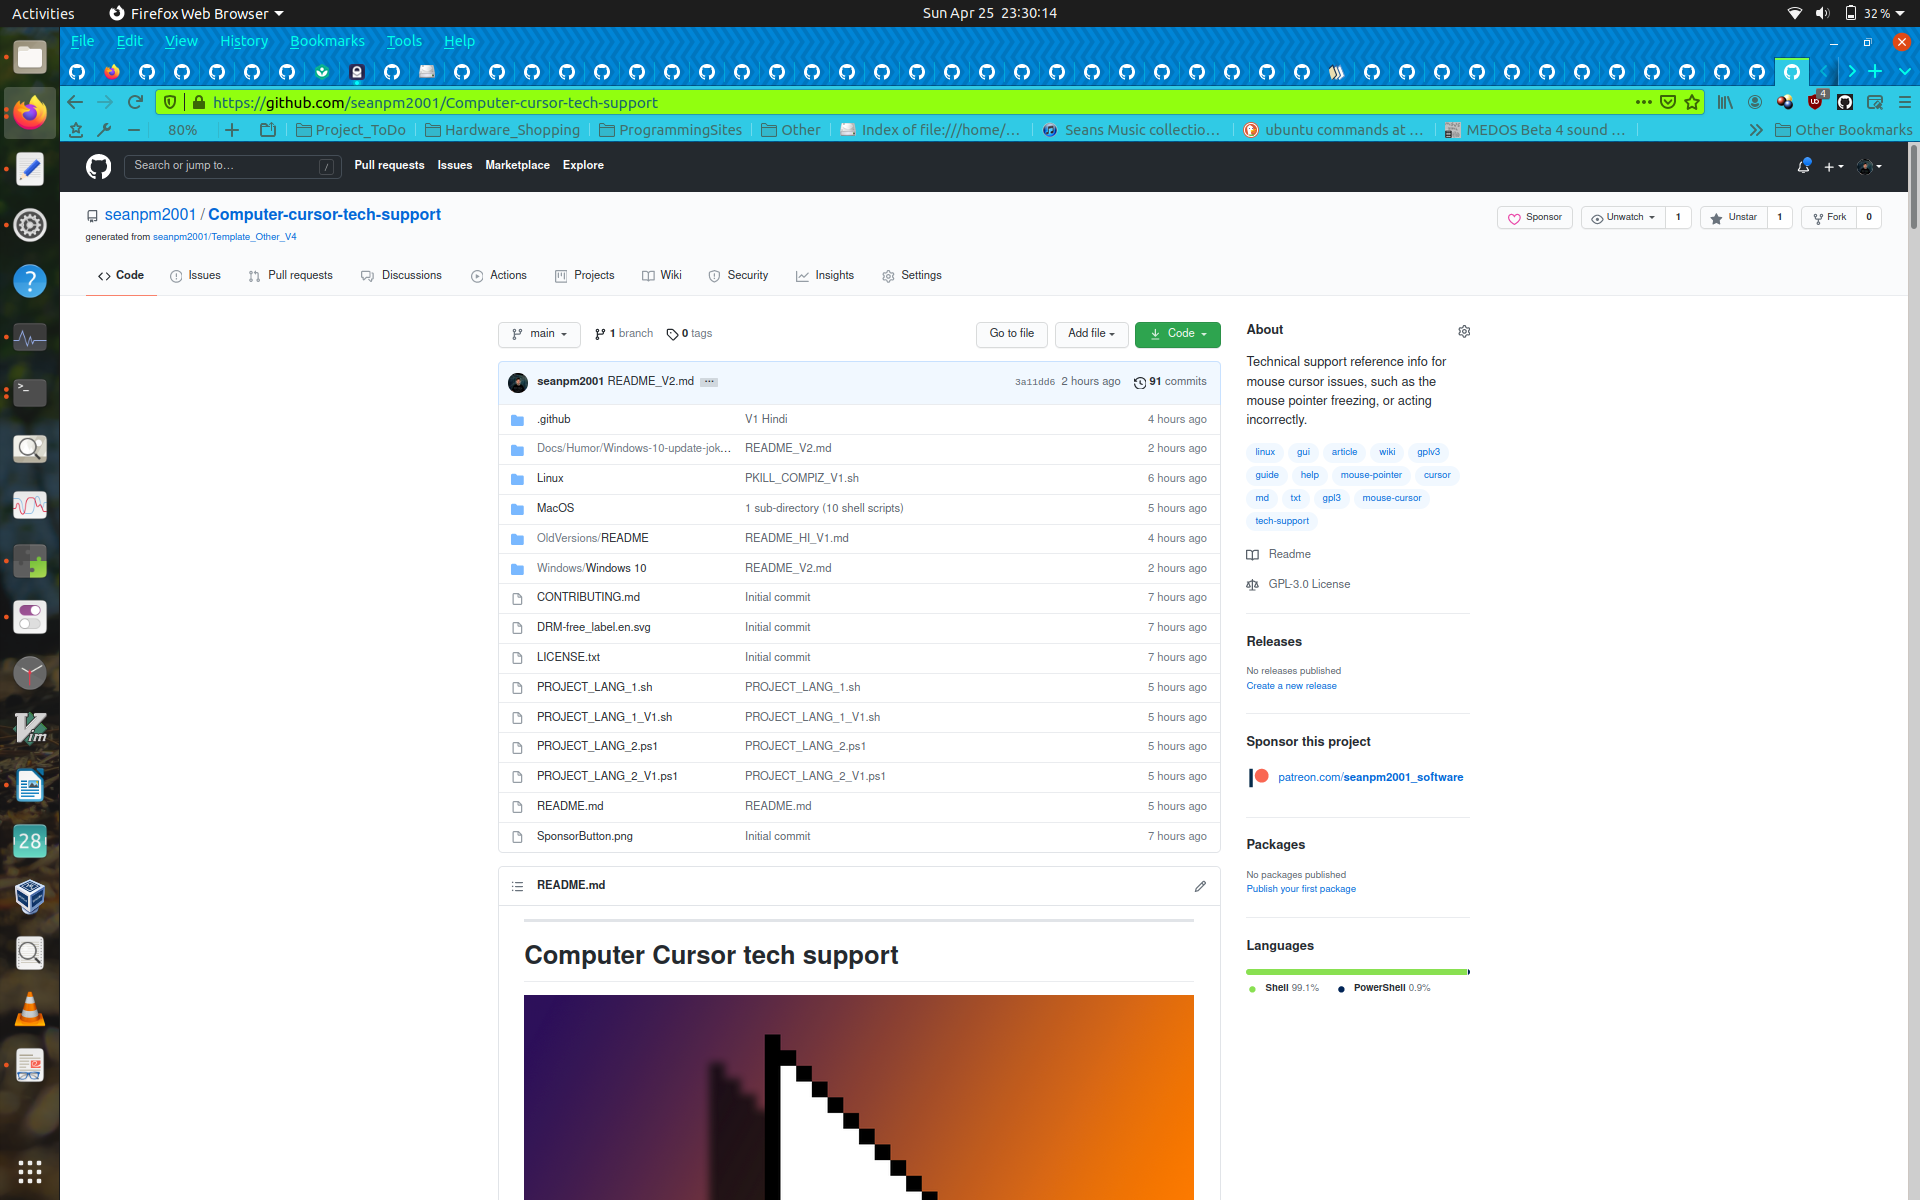 Activities
Firefox Web Browser
Sun Apr 25 23:30:14
32 %
File Edit View History Bookmarks Tools Help
https://github.com/seanpm2001/Computer-cursor-tech-support
4
80%
Project_ToDo
Hardware_Shopping
ProgrammingSites
Other
Index of file:///home/...
Seans Music collectio...
ubuntu commands at ...
MEDOS Beta 4 sound ...
Other Bookmarks
Search or jump to... /
Pull requests Issues Marketplace Explore
seanpm2001 / Computer-cursor-tech-support
generated from seanpm2001/Template_Other_V4
Sponsor
Unwatch 1
Unstar 1
Fork 0
Code Issues Pull requests Discussions Actions Projects Wiki Security Insights Settings
main
1 branch
0 tags
Go to file
Add file
Code
seanpm2001 README_V2.md ...
3a11dd6 2 hours ago
91 commits
.github V1 Hindi 4 hours ago
Docs/Humor/Windows-10-update-jok... README_V2.md 2 hours ago
Linux PKILL_COMPIZ_V1.sh 6 hours ago
MacOS 1 sub-directory (10 shell scripts) 5 hours ago
OldVersions/README README_HI_V1.md 4 hours ago
Windows/Windows 10 README_V2.md 2 hours ago
CONTRIBUTING.md Initial commit 7 hours ago
DRM-free_label.en.svg Initial commit 7 hours ago
LICENSE.txt Initial commit 7 hours ago
PROJECT_LANG_1.sh PROJECT_LANG_1.sh 5 hours ago
PROJECT_LANG_1_V1.sh PROJECT_LANG_1_V1.sh 5 hours ago
PROJECT_LANG_2.ps1 PROJECT_LANG_2.ps1 5 hours ago
PROJECT_LANG_2_V1.ps1 PROJECT_LANG_2_V1.ps1 5 hours ago
README.md README.md 5 hours ago
SponsorButton.png Initial commit 7 hours ago
README.md
Computer Cursor tech support
About
Technical support reference info for
mouse cursor issues, such as the
mouse pointer freezing, or acting
incorrectly.
linux gui article wiki gplv3
guide help mouse-pointer cursor
md txt gpl3 mouse-cursor
tech-support
Readme
GPL-3.0 License
Releases
No releases published
Create a new release
Sponsor this project
patreon.com/seanpm2001_software
Packages
No packages published
Publish your first package
Languages
Shell 99.1% PowerShell 0.9%
28